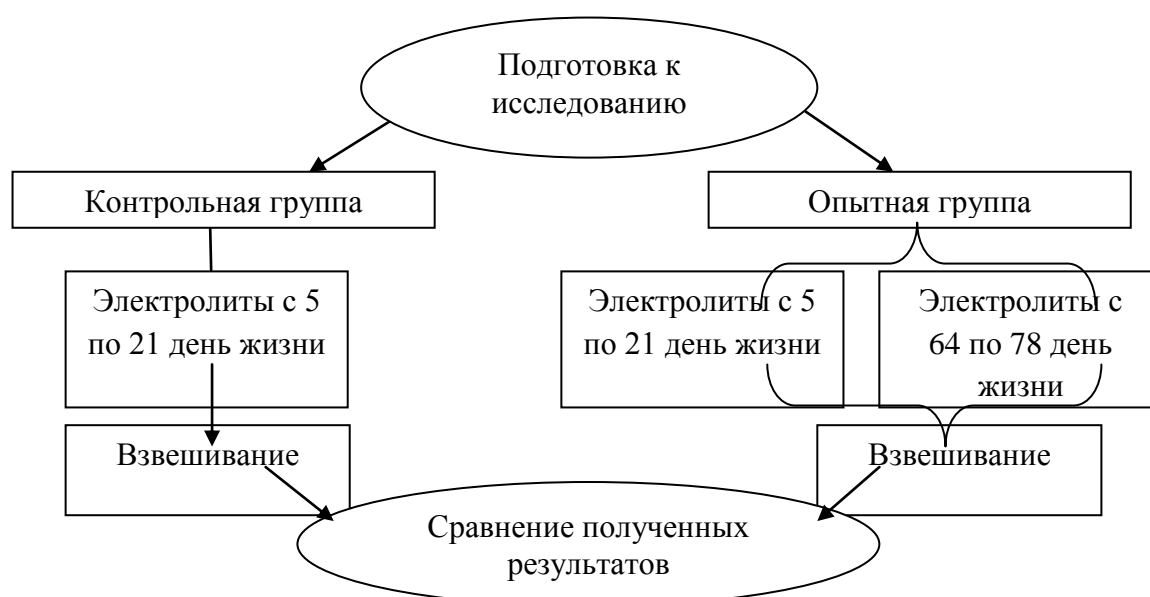 Подготовка к
исследованию
Контрольная группа
Опытная группа
Электролиты с 5
по 21 день жизни
Электролиты с 5
по 21 день жизни
Электролиты с
64 по 78 день
жизни
Взвешивание
Взвешивание
Сравнение полученных
результатов